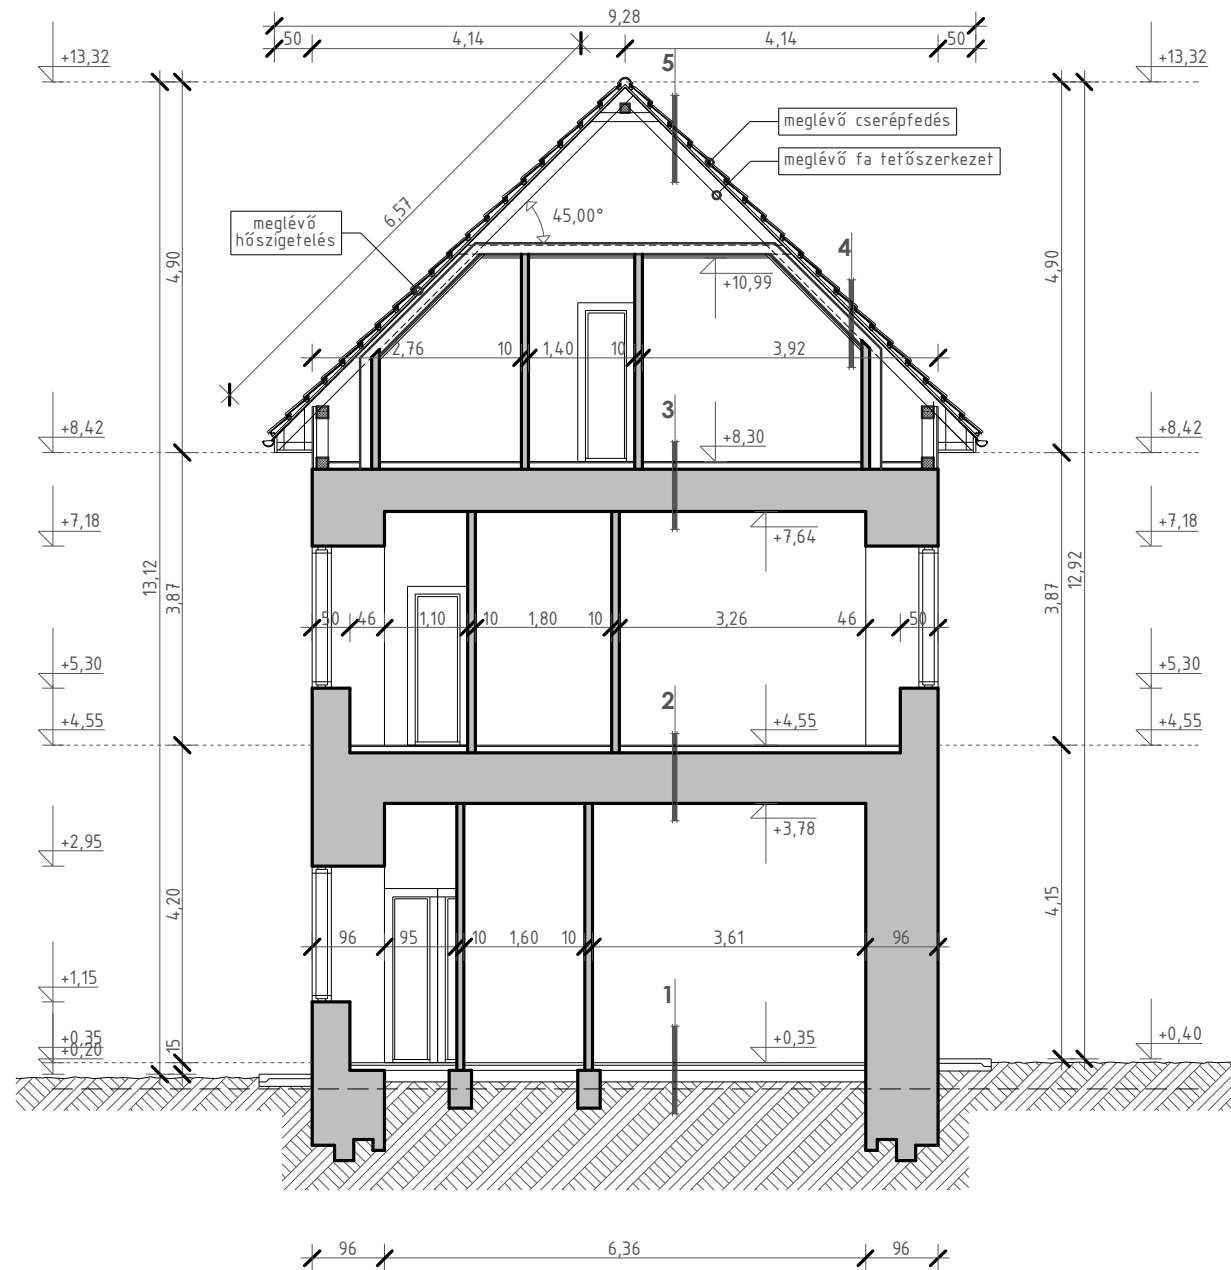 9,28
50 4,14 4,14 50
+13,32 +13,32
5
meglévő cserépfedés
meglévő fa tetőszerkezet
6,57
45,00°
meglévő
hőszigetelés
4
4,90 4,90
+10,99
2,76 10 1,40 10 3,92
3
+8,42 +8,30 +8,42
+7,18 +7,64 +7,18
13,12 3,87 3,87 12,92
50 46 1,10 10 1,80 10 3,26 46 50
+5,30 +5,30
2
+4,55 +4,55 +4,55
+3,78
+2,95
4,20 4,15
96 95 10 1,60 10 3,61 96
+1,15
1
+0,35 +0,35 +0,40
+0,20 15
96 6,36 96